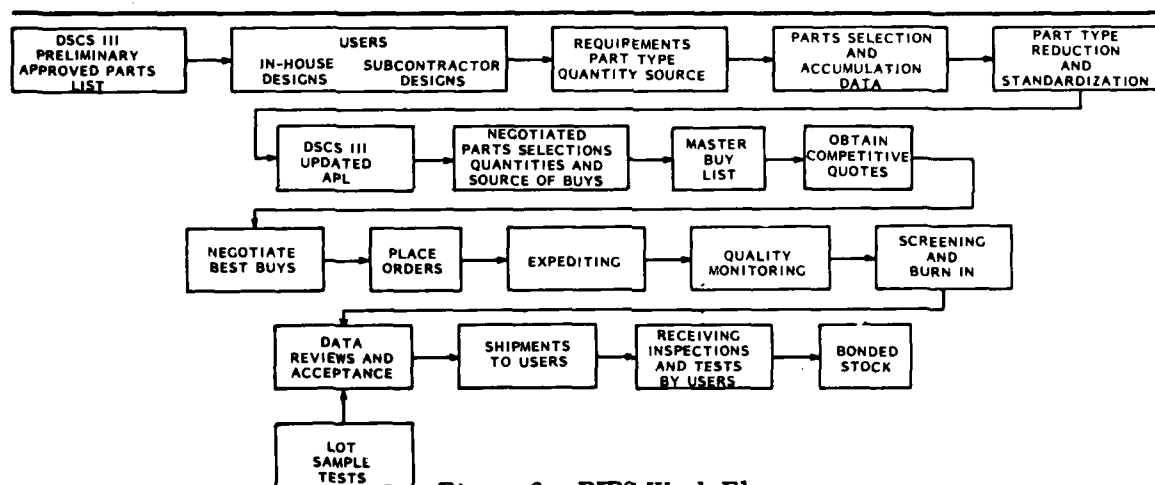 DSCS III
PRELIMINARY
APPROVED PARTS
LIST
USERS
IN-HOUSE
DESIGNS
SUBCONTRACTOR
DESIGNS
REQUIPEMENTS
PART TYPE
QUANTITY SOURCE
PARTS SELECTION
AND
ACCUMULATION
DATA
PART TYPE
REDUCTION
AND
STANDARDIZATION
DSCS III
UPDATED
APL
NEGOTIATED
PARTS SELECTIONS
QUANTITIES AND
SOURCE OF BUYS
MASTER
BUY
LIST
OBTAIN
COMPETITIVE
QUOTES
NEGOTIATE
BEST BUYS
PLACE
ORDERS
EXPEDITING
QUALITY
MONITORING
SCREENING
AND
BURN IN
DATA
REVIEWS AND
ACCEPTANCE
SHIPMENTS
TO USERS
RECEIVING
INSPECTIONS
AND TESTS
BY USERS
BONDED
STOCK
LOT
SAMPLE
TESTS